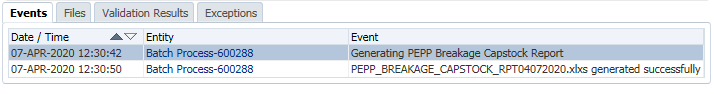 Events Files Validation Results Exceptions
Date / Time Entity Event
07-APR-2020 12:30:42 Batch Process-600288 Generating PEPP Breakage Capstock Report
07-APR-2020 12:30:50 Batch Process-600288 PEPP_BREAKAGE_CAPSTOCK_RPT04072020.xlxs generated successfully